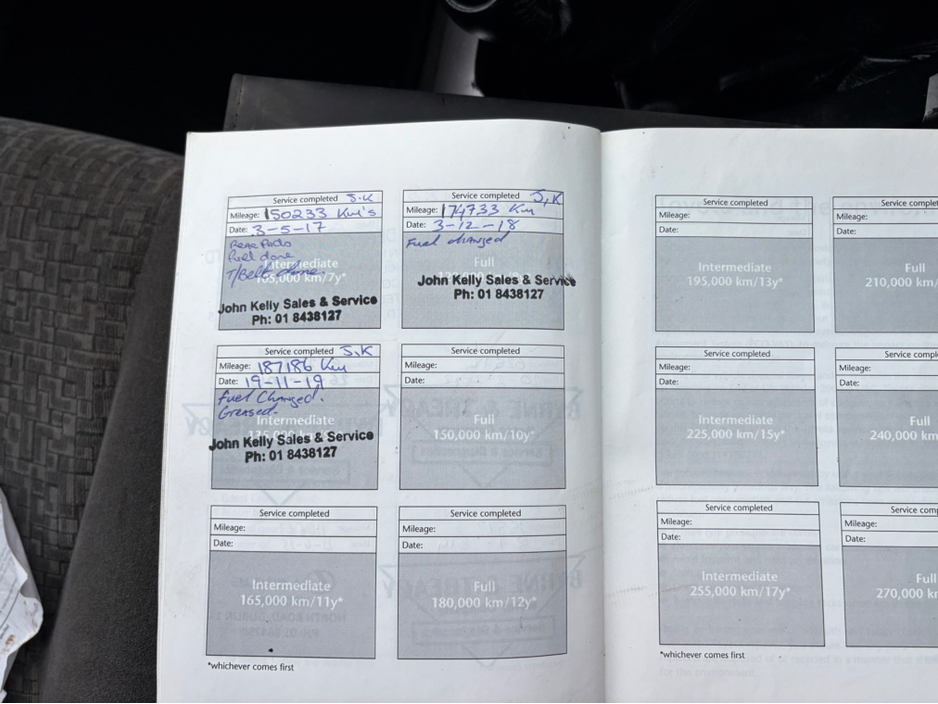 Service completed J.K
Mileage: 150233 Km's
Date: 3-5-17
Rear Pads
Fuel done
T/Belt done.
Intermediate
105,000 km/7y*
John Kelly Sales & Service
Ph: 01 8438127
Service completed J.K
Mileage: 174733 Km
Date: 3-12-18
Fuel changed
Full
John Kelly Sales & Service
Ph: 01 8438127
Service completed J.K
Mileage: 187186 Km
Date: 19-11-19
Fuel Changed.
Greased.
John Kelly Sales & Service
Ph: 01 8438127
Service completed
Mileage:
Date:
Full
150,000 km/10y*
Service completed
Mileage:
Date:
Intermediate
165,000 km/11y*
Service completed
Mileage:
Date:
Full
180,000 km/12y*
*whichever comes first
Service completed
Mileage:
Date:
Intermediate
195,000 km/13y*
Service comp
Mileage:
Date:
Full
210,000 km/
Service completed
Mileage:
Date:
Intermediate
225,000 km/15y*
Service comp
Mileage:
Date:
Full
240,000 km
Service completed
Mileage:
Date:
Intermediate
255,000 km/17y*
Service comp
Mileage:
Date:
Full
270,000 km
*whichever comes first